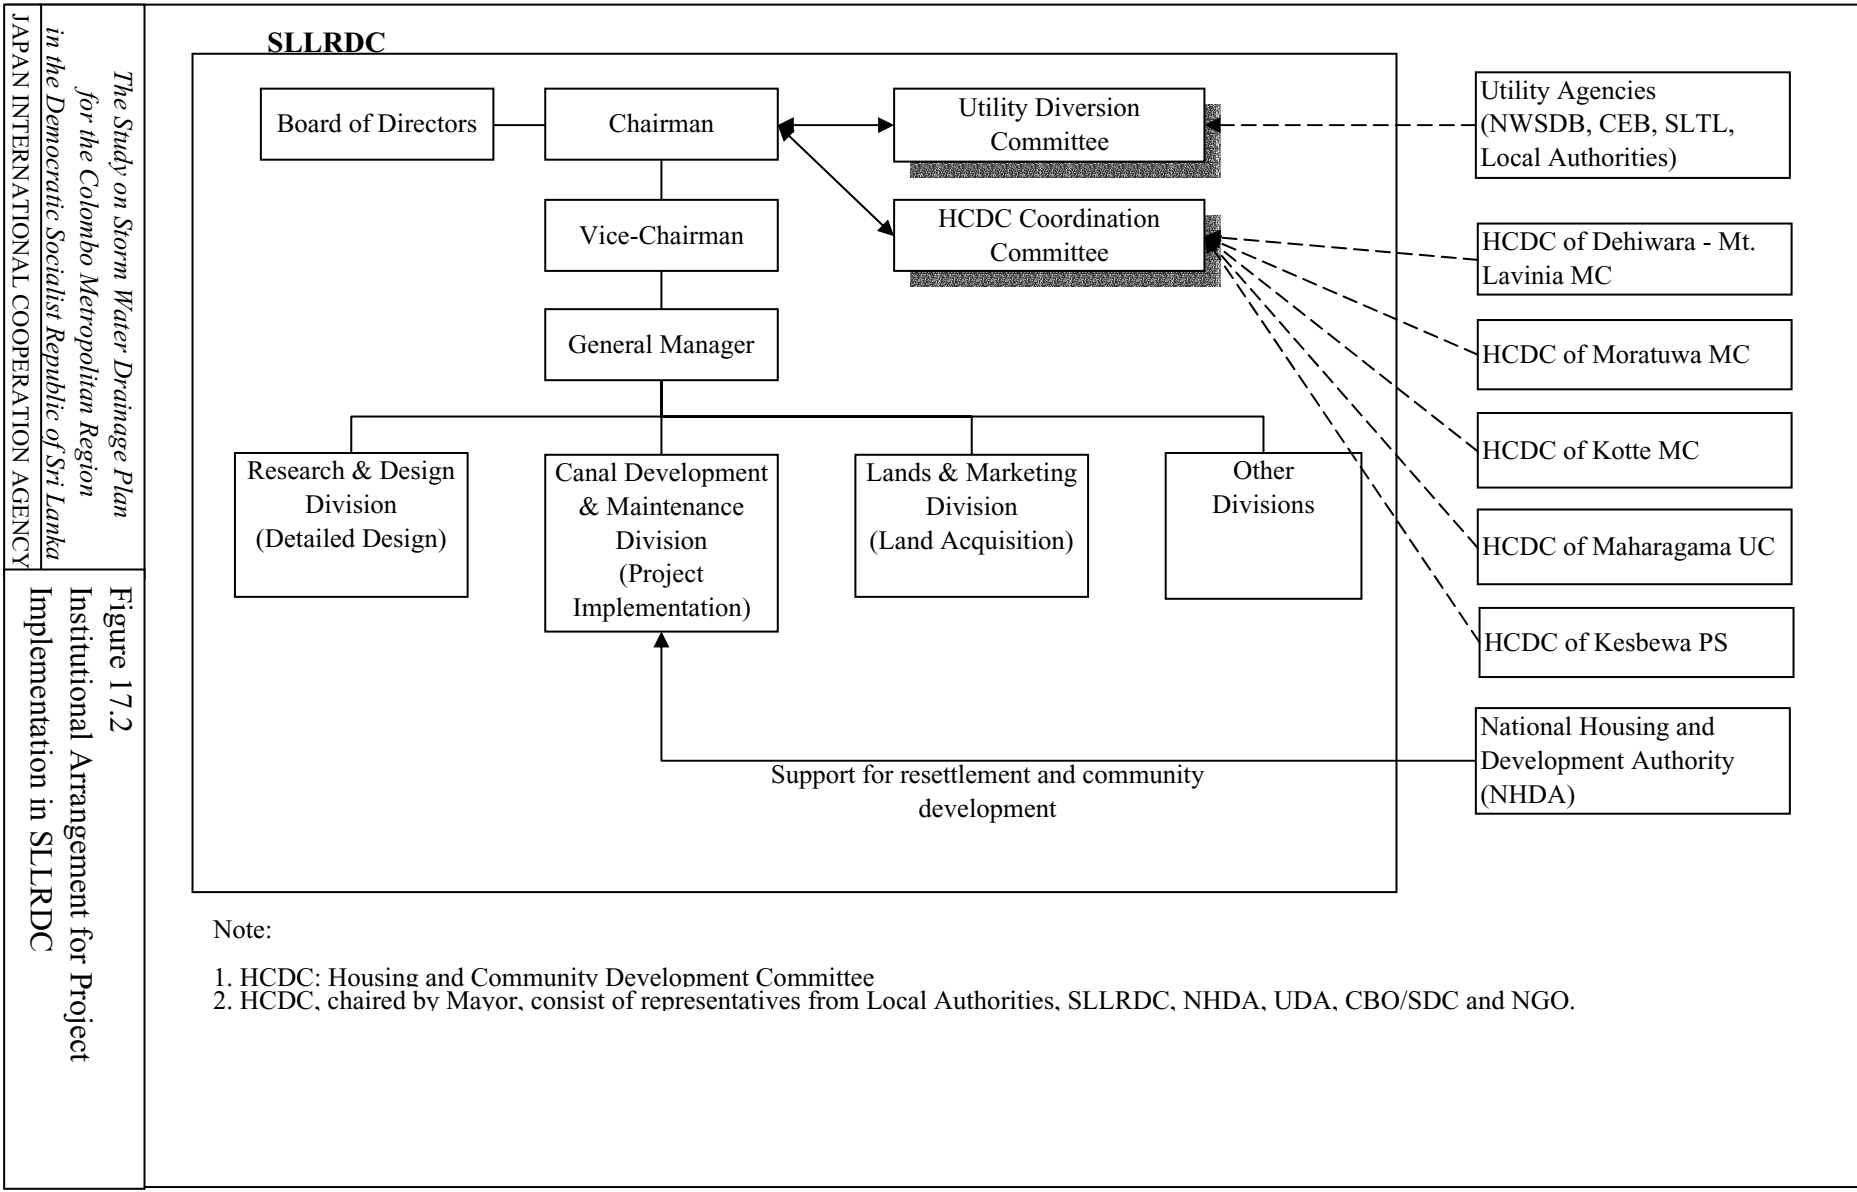 SLLRDC
Board of Directors
Chairman
Utility Diversion
Committee
Utility Agencies
(NWSDB, CEB, SLTL,
Local Authorities)
Vice-Chairman
HCDC Coordination
Committee
HCDC of Dehiwara - Mt.
Lavinia MC
General Manager
HCDC of Moratuwa MC
HCDC of Kotte MC
HCDC of Maharagama UC
HCDC of Kesbewa PS
Research & Design
Division
(Detailed Design)
Canal Development
& Maintenance
Division
(Project
Implementation)
Lands & Marketing
Division
(Land Acquisition)
Other
Divisions
National Housing and
Development Authority
(NHDA)
Support for resettlement and community
development
Note:
1. HCDC: Housing and Community Development Committee
2. HCDC, chaired by Mayor, consist of representatives from Local Authorities, SLLRDC, NHDA, UDA, CBO/SDC and NGO.
The Study on Storm Water Drainage Plan
for the Colombo Metropolitan Region
in the Democratic Socialist Republic of Sri Lanka
JAPAN INTERNATIONAL COOPERATION AGENCY
Figure 17.2
Institutional Arrangement for Project
Implementation in SLLRDC